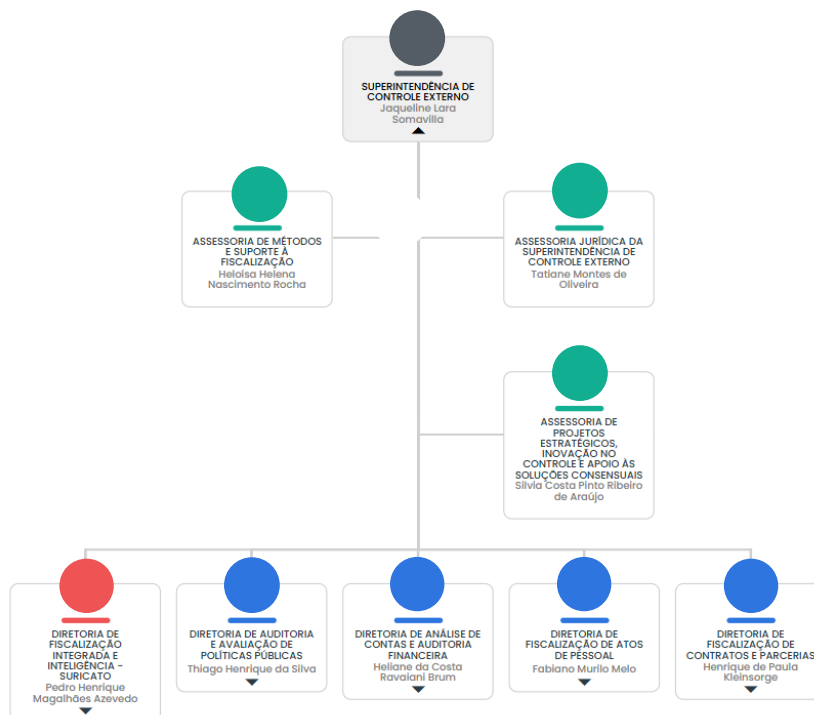 SUPERINTENDÊNCIA DE
CONTROLE EXTERNO
Jaqueline Lara
Somavilla
ASSESSORIA DE MÉTODOS
E SUPORTE À
FISCALIZAÇÃO
Heloisa Helena
Nascimento Rocha
ASSESSORIA JURÍDICA DA
SUPERINTENDÊNCIA DE
CONTROLE EXTERNO
Tatiane Montes de
Oliveira
ASSESSORIA DE
PROJETOS
ESTRATÉGICOS,
INOVAÇÃO NO
CONTROLE E APOIO ÀS
SOLUÇÕES CONSENSUAIS
Silvia Costa Pinto Ribeiro
de Araújo
DIRETORIA DE
FISCALIZAÇÃO
INTEGRADA E
INTELIGÊNCIA -
SURICATO
Pedro Henrique
Magalhães Azevedo
DIRETORIA DE AUDITORIA
E AVALIAÇÃO DE
POLÍTICAS PÚBLICAS
Thiago Henrique da Silva
DIRETORIA DE ANÁLISE DE
CONTAS E AUDITORIA
FINANCEIRA
Heliane da Costa
Ravaiani Brum
DIRETORIA DE
FISCALIZAÇÃO DE ATOS
DE PESSOAL
Fabiano Murilo Melo
DIRETORIA DE
FISCALIZAÇÃO DE
CONTRATOS E PARCERIAS
Henrique de Paula
Kleinsorge